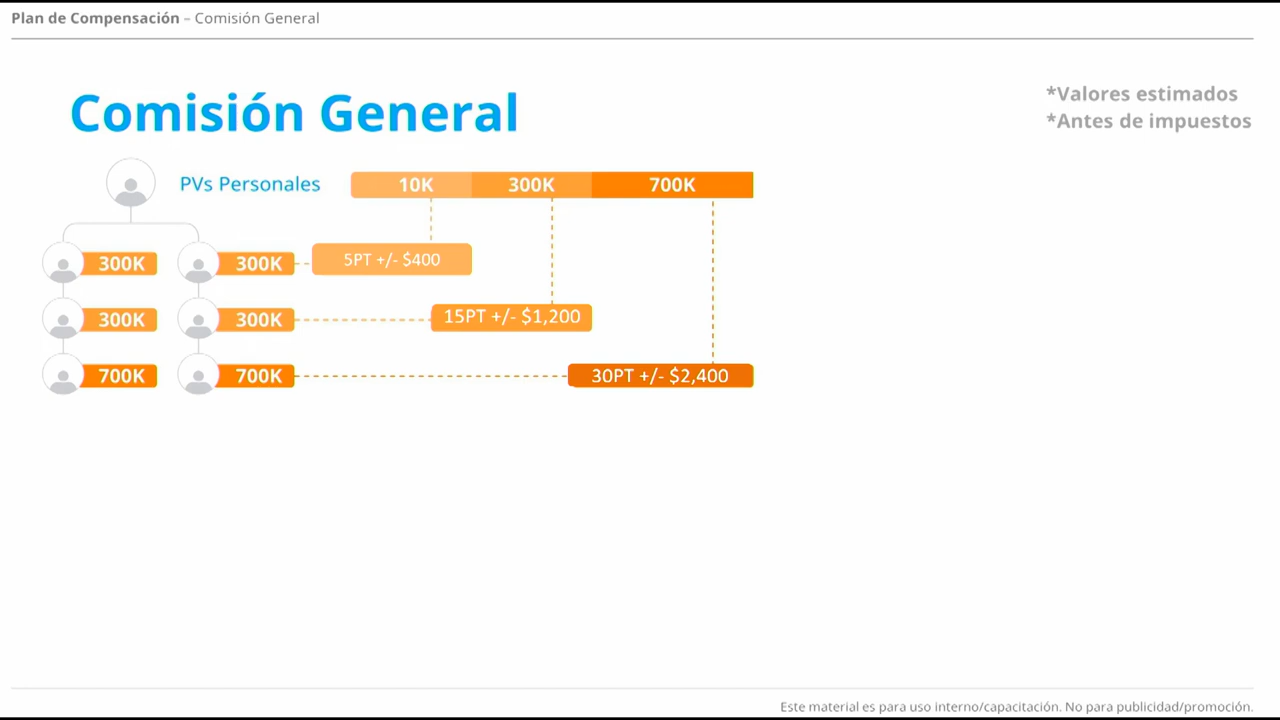 Plan de Compensación – Comisión General
Comisión General
*Valores estimados
*Antes de impuestos
PVs Personales
10K
300K
700K
300K
300K
5PT +/- $400
300K
300K
15PT +/- $1,200
700K
700K
30PT +/- $2,400
Este material es para uso interno/capacitación. No para publicidad/promoción.